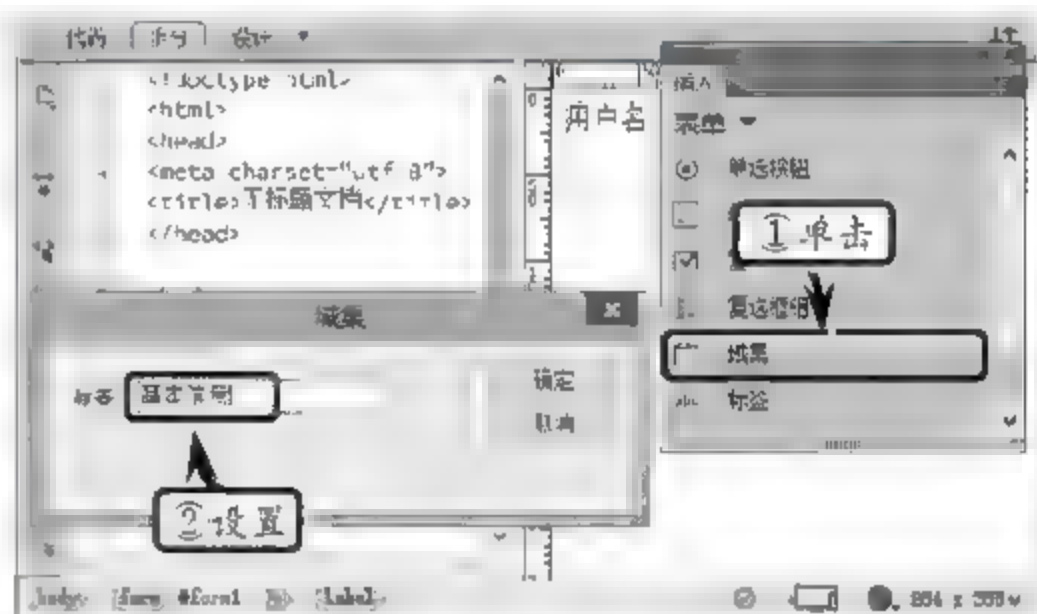 代码 拆分 设计
<!doctype html>
<html>
<head>
<meta charset="utf-8">
<title>无标题文档</title>
</head>
用户名
插入
表单
单选按钮
①单击
复选框组
域集
标签
域集
标签 基本信息
确定
取消
②设置
body form #form1 label